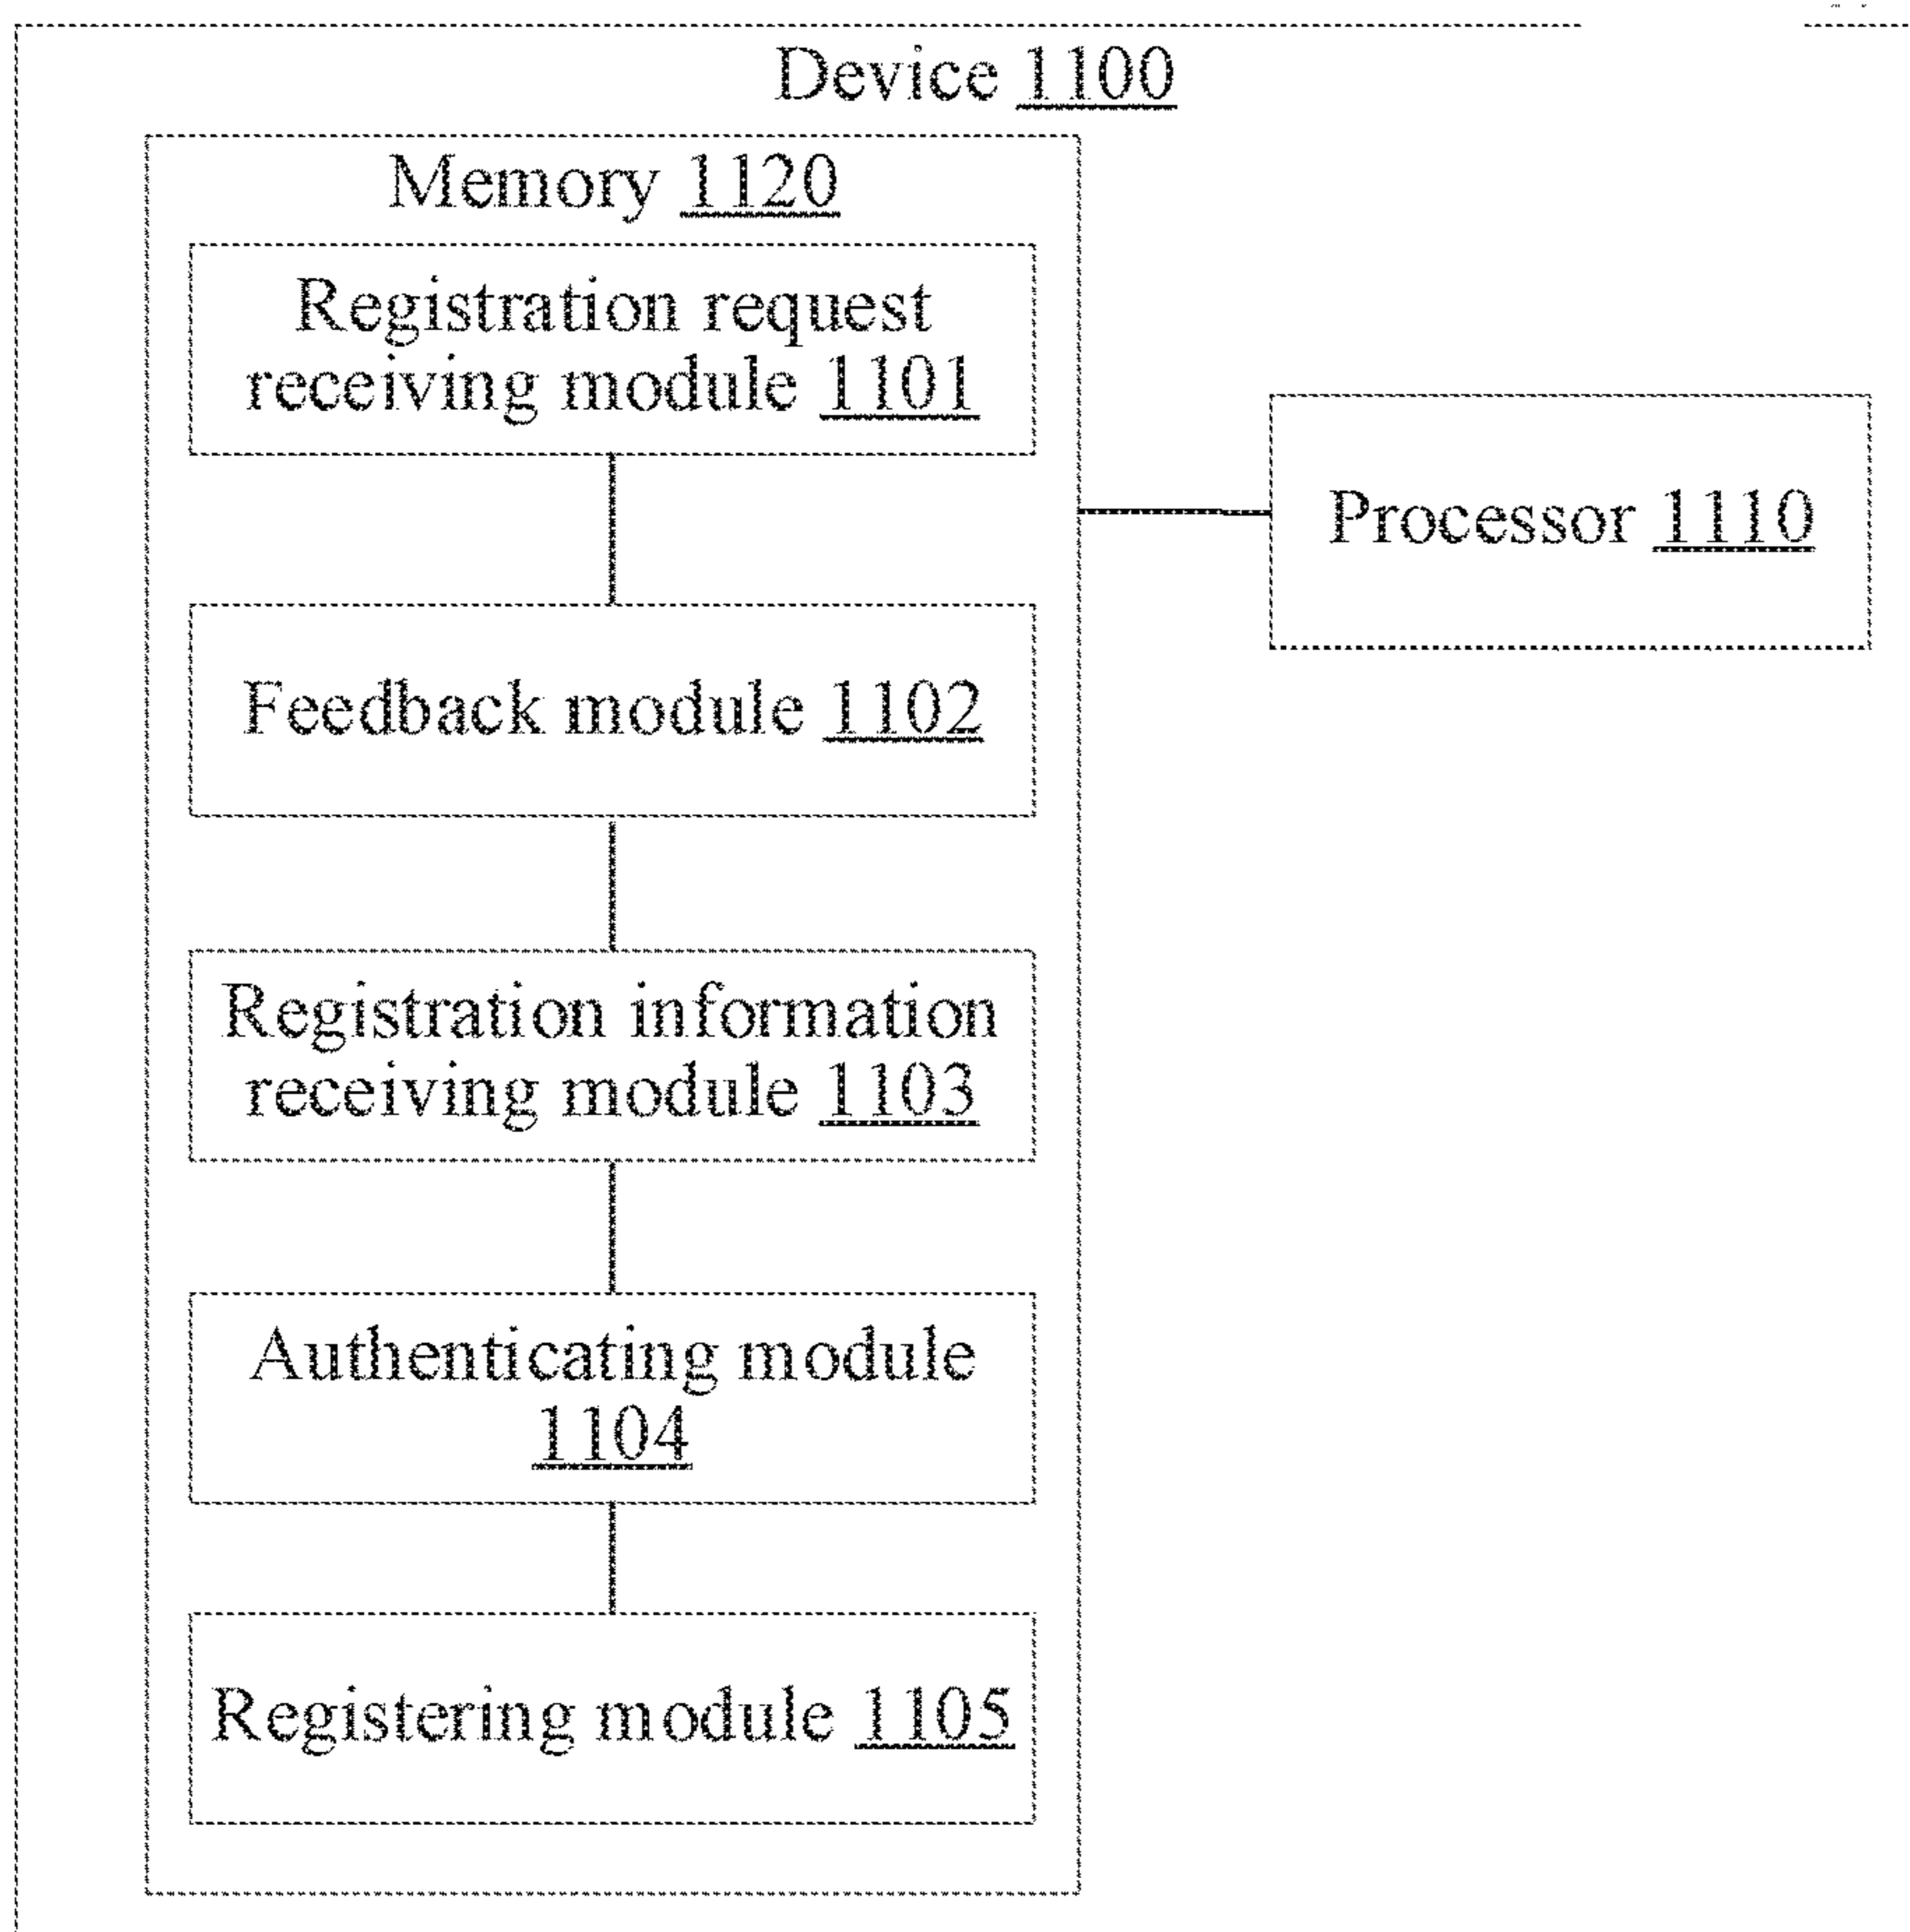 Device 1100
Memory 1120
Registration request
receiving module 1101
Processor 1110
Feedback module 1102
Registration information
receiving module 1103
Authenticating module
1104
Registering module 1105